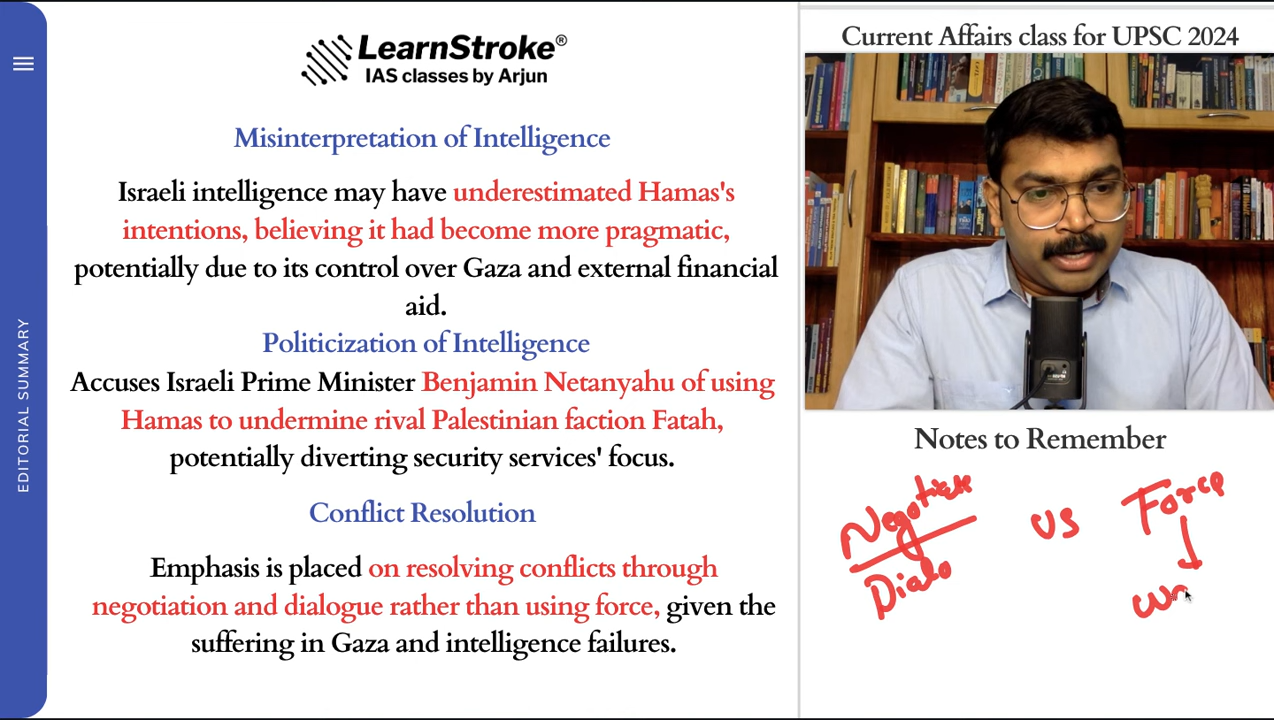 LearnStroke®
IAS classes by Arjun
EDITORIAL SUMMARY
Misinterpretation of Intelligence
Israeli intelligence may have underestimated Hamas's
intentions, believing it had become more pragmatic,
potentially due to its control over Gaza and external financial
aid.
Politicization of Intelligence
Accuses Israeli Prime Minister Benjamin Netanyahu of using
Hamas to undermine rival Palestinian faction Fatah,
potentially diverting security services' focus.
Conflict Resolution
Emphasis is placed on resolving conflicts through
negotiation and dialogue rather than using force, given the
suffering in Gaza and intelligence failures.
Current Affairs class for UPSC 2024
Notes to Remember
Negotiate
Dialo
vs
Force